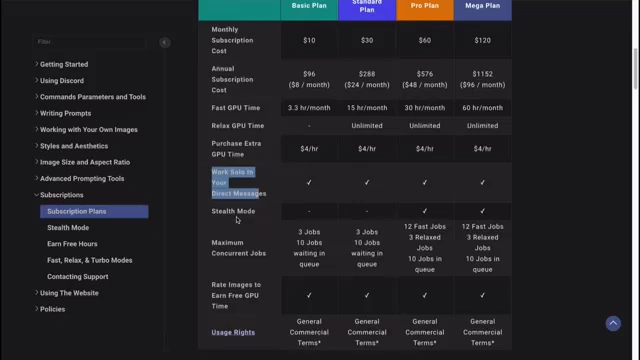 Filter
Getting Started
Using Discord
Commands Parameters and Tools
Writing Prompts
Working with Your Own Images
Styles and Aesthetics
Image Size and Aspect Ratio
Advanced Prompting Tools
Subscriptions
Subscription Plans
Stealth Mode
Earn Free Hours
Fast, Relax, & Turbo Modes
Contacting Support
Using The Website
Policies
Basic Plan Standard Plan Pro Plan Mega Plan
Monthly Subscription Cost $10 $30 $60 $120
Annual Subscription Cost $96 ($8 / month) $288 ($24 / month) $576 ($48 / month) $1152 ($96 / month)
Fast GPU Time 3.3 hr/month 15 hr/month 30 hr/month 60 hr/month
Relax GPU Time - Unlimited Unlimited Unlimited
Purchase Extra GPU Time $4/hr $4/hr $4/hr $4/hr
Work Solo In Your Direct Messages ✓ ✓ ✓ ✓
Stealth Mode - - ✓ ✓
Maximum Concurrent Jobs 3 Jobs 10 Jobs waiting in queue 3 Jobs 10 Jobs waiting in queue 12 Fast Jobs 3 Relaxed Jobs 10 Jobs in queue 12 Fast Jobs 3 Relaxed Jobs 10 Jobs in queue
Rate Images to Earn Free GPU Time ✓ ✓ ✓ ✓
Usage Rights General Commercial Terms* General Commercial Terms* General Commercial Terms* General Commercial Terms*